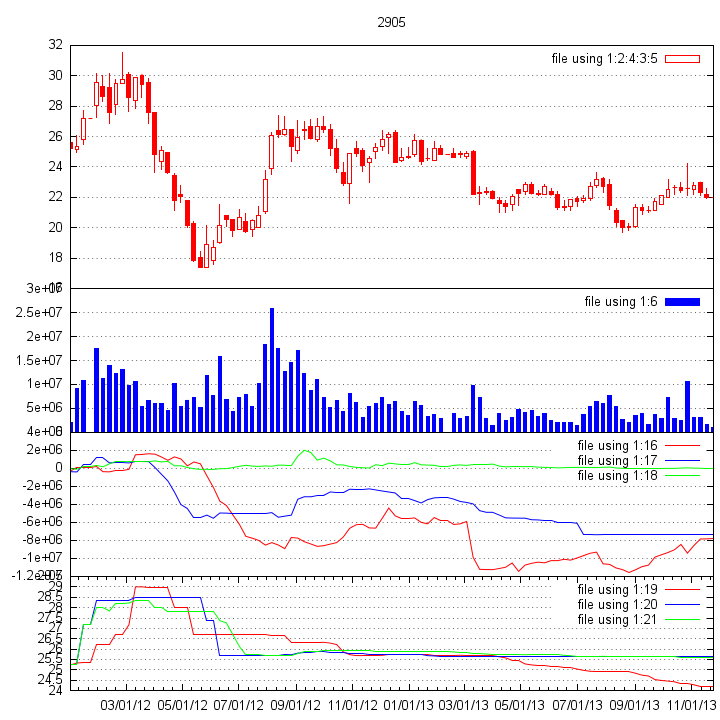 2905
32
file using 1:2:4:3:5
30
28
26
24
22
20
18
3e+07
file using 1:6
2.5e+07
2e+07
1.5e+07
1e+07
5e+06
2e+06
file using 1:16
0
file using 1:17
file using 1:18
-2e+06
-4e+06
-6e+06
-8e+06
-1e+07
29
file using 1:19
28.5
file using 1:20
28
file using 1:21
27.5
27
26.5
26
25.5
25
24.5
24
03/01/12 05/01/12 07/01/12 09/01/12 11/01/12 01/01/13 03/01/13 05/01/13 07/01/13 09/01/13 11/01/13